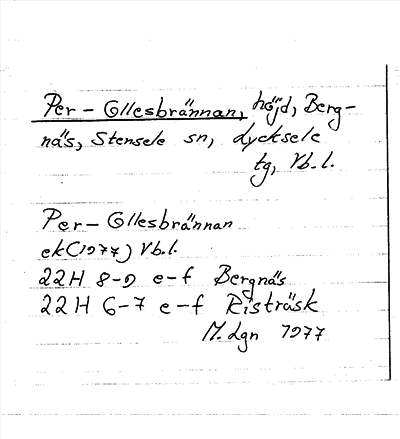 Per-Ollesbrännan, höjd, Berg-
näs, Stensele sn, Lycksele
tg, Vb.l.
Per-Ollesbrännan
ek(1977) Vb.l.
22H 8-9 e-f Bergnäs
22H 6-7 e-f Risträsk
M.Lgn 1977